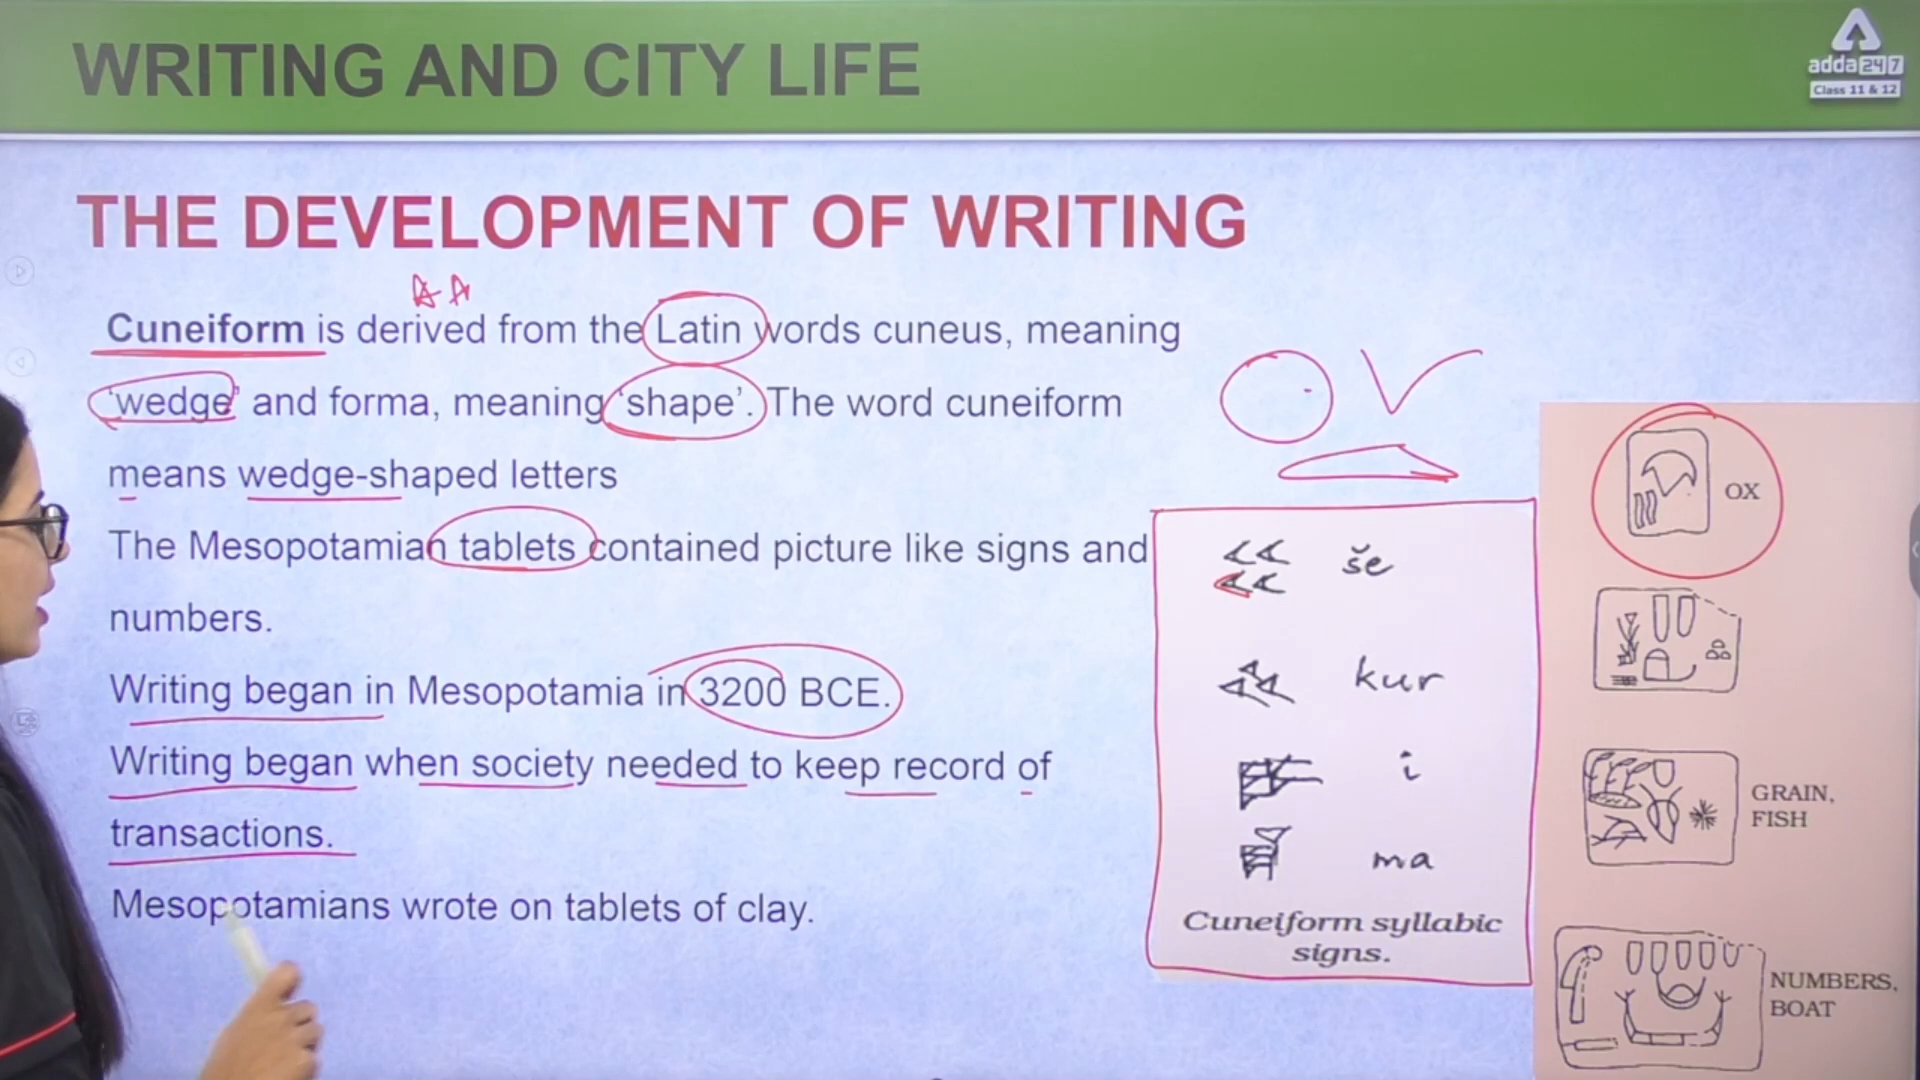 WRITING AND CITY LIFE
adda247
Class 11 & 12
THE DEVELOPMENT OF WRITING
Cuneiform is derived from the Latin words cuneus, meaning
‘wedge’ and forma, meaning ‘shape’. The word cuneiform
means wedge-shaped letters
The Mesopotamian tablets contained picture like signs and
numbers.
Writing began in Mesopotamia in 3200 BCE.
Writing began when society needed to keep record of
transactions.
Mesopotamians wrote on tablets of clay.
še
kur
i
ma
Cuneiform syllabic
signs.
OX
GRAIN,
FISH
NUMBERS,
BOAT